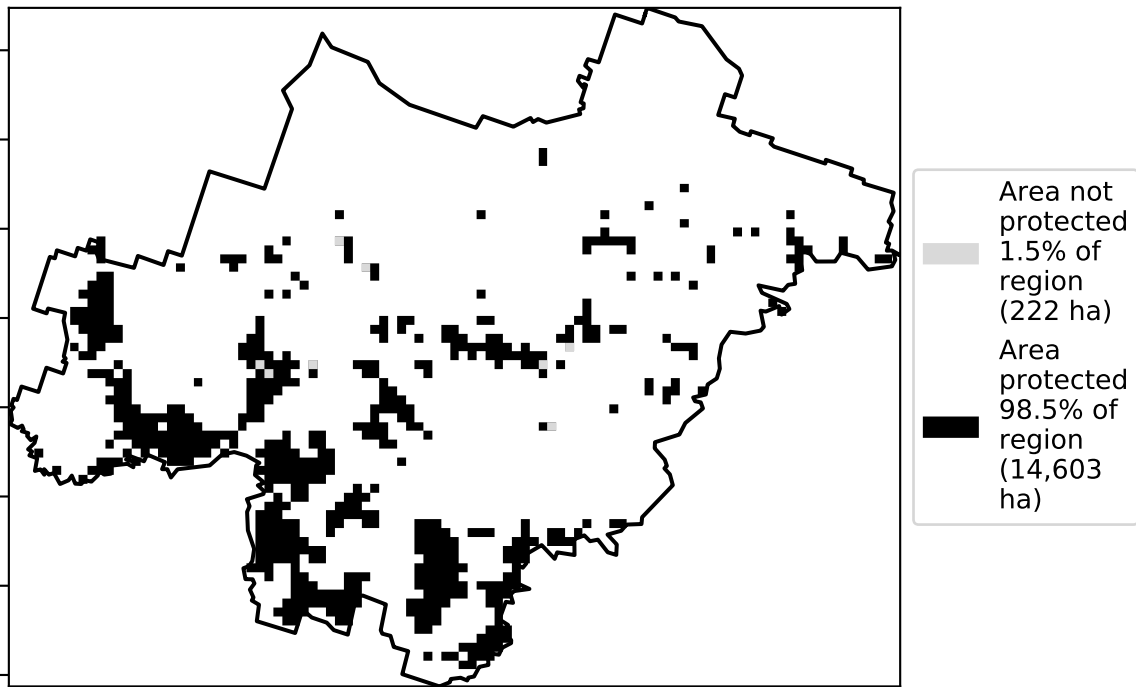 Area not
protected
1.5% of
region
(222 ha)
Area
protected
98.5% of
region
(14,603
ha)